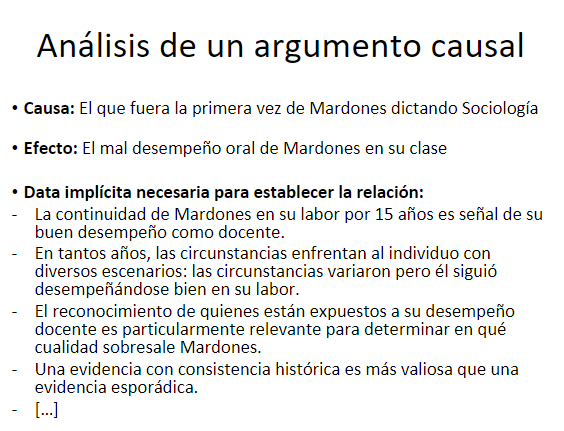 Análisis de un argumento causal
• Causa: El que fuera la primera vez de Mardones dictando Sociología
• Efecto: El mal desempeño oral de Mardones en su clase
• Data implícita necesaria para establecer la relación:
- La continuidad de Mardones en su labor por 15 años es señal de su
buen desempeño como docente.
- En tantos años, las circunstancias enfrentan al individuo con
diversos escenarios: las circunstancias variaron pero él siguió
desempeñándose bien en su labor.
- El reconocimiento de quienes están expuestos a su desempeño
docente es particularmente relevante para determinar en qué
cualidad sobresale Mardones.
- Una evidencia con consistencia histórica es más valiosa que una
evidencia esporádica.
- [...]